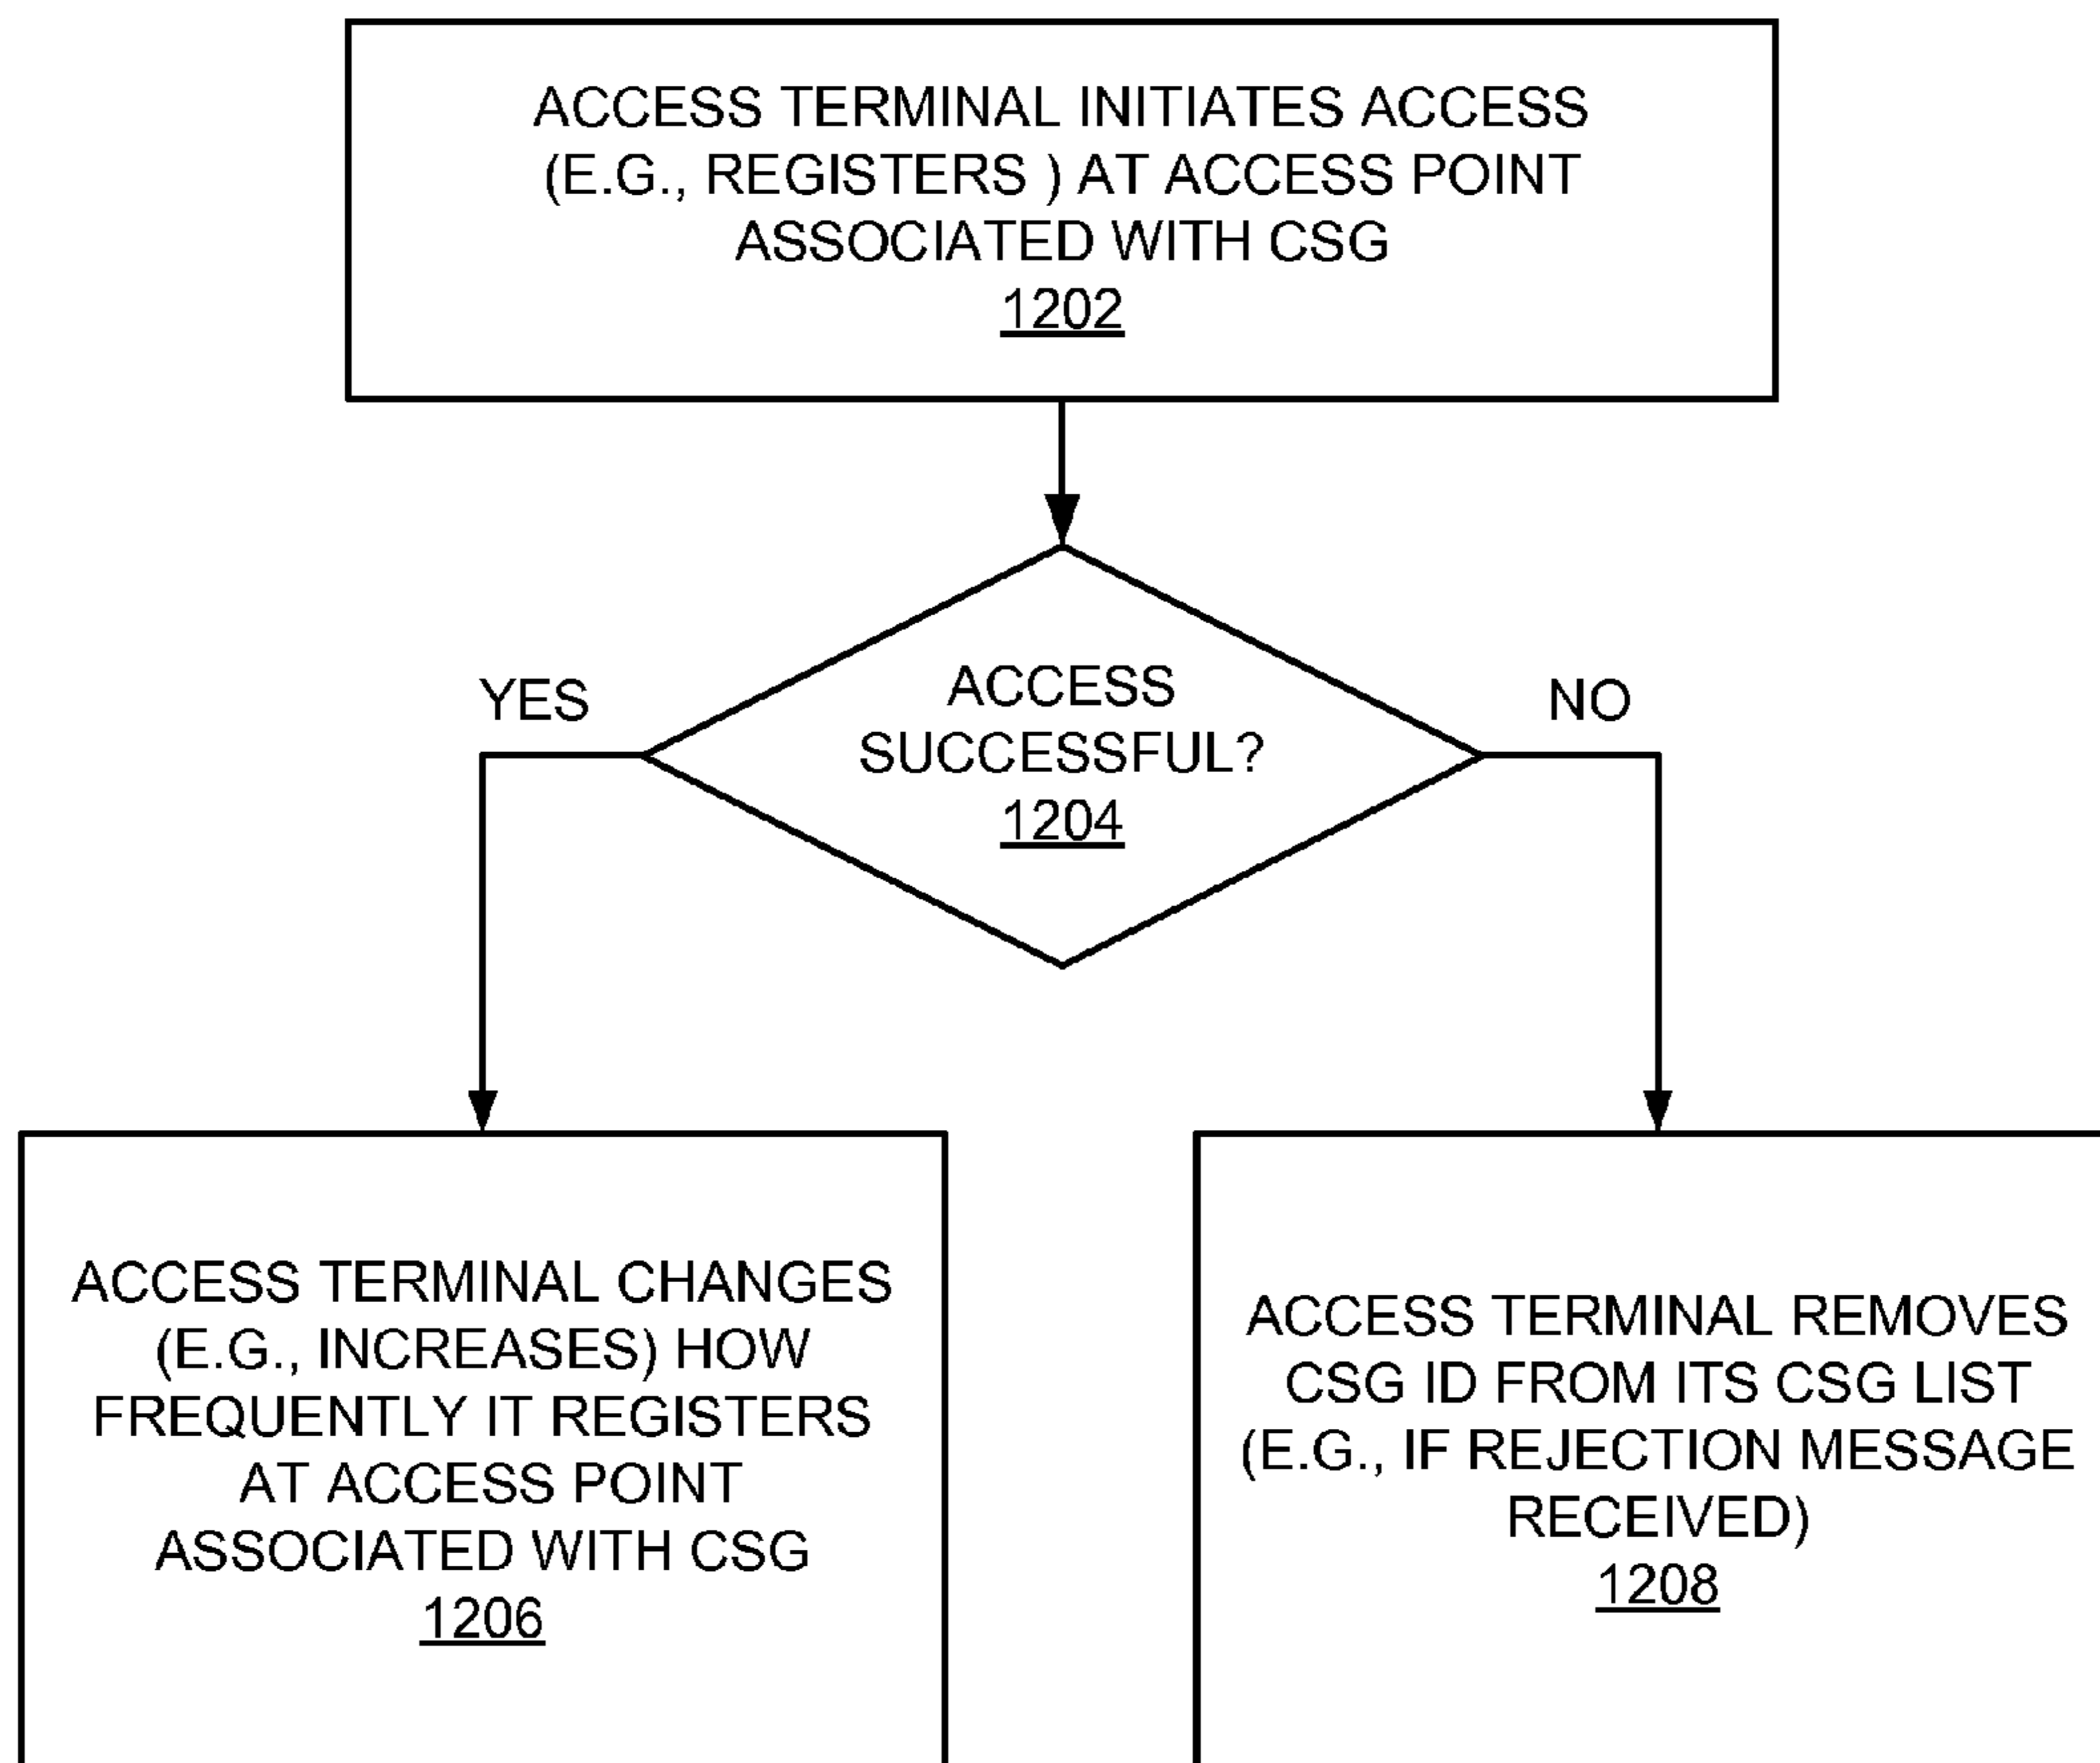 ACCESS TERMINAL INITIATES ACCESS
(E.G., REGISTERS ) AT ACCESS POINT
ASSOCIATED WITH CSG
1202
ACCESS
SUCCESSFUL?
1204
YES
NO
ACCESS TERMINAL CHANGES
(E.G., INCREASES) HOW
FREQUENTLY IT REGISTERS
AT ACCESS POINT
ASSOCIATED WITH CSG
1206
ACCESS TERMINAL REMOVES
CSG ID FROM ITS CSG LIST
(E.G., IF REJECTION MESSAGE
RECEIVED)
1208